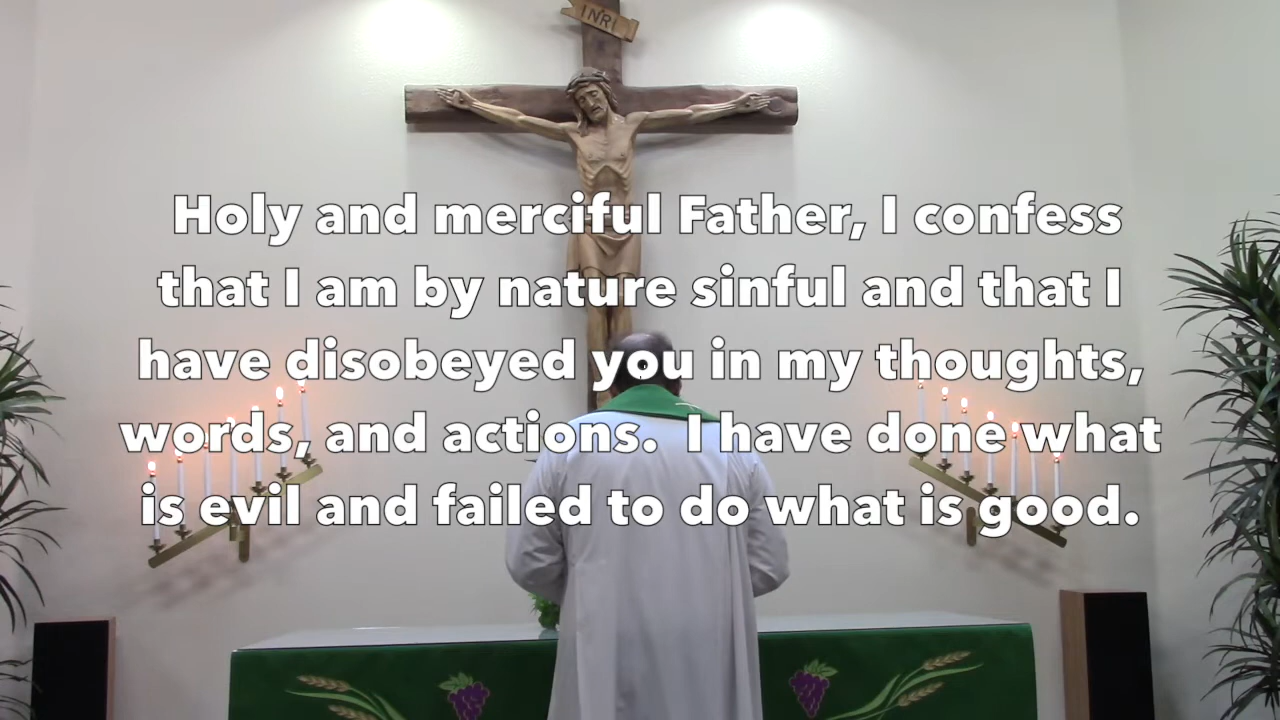 INRI
Holy and merciful Father, I confess
that I am by nature sinful and that I
have disobeyed you in my thoughts,
words, and actions.  I have done what
is evil and failed to do what is good.